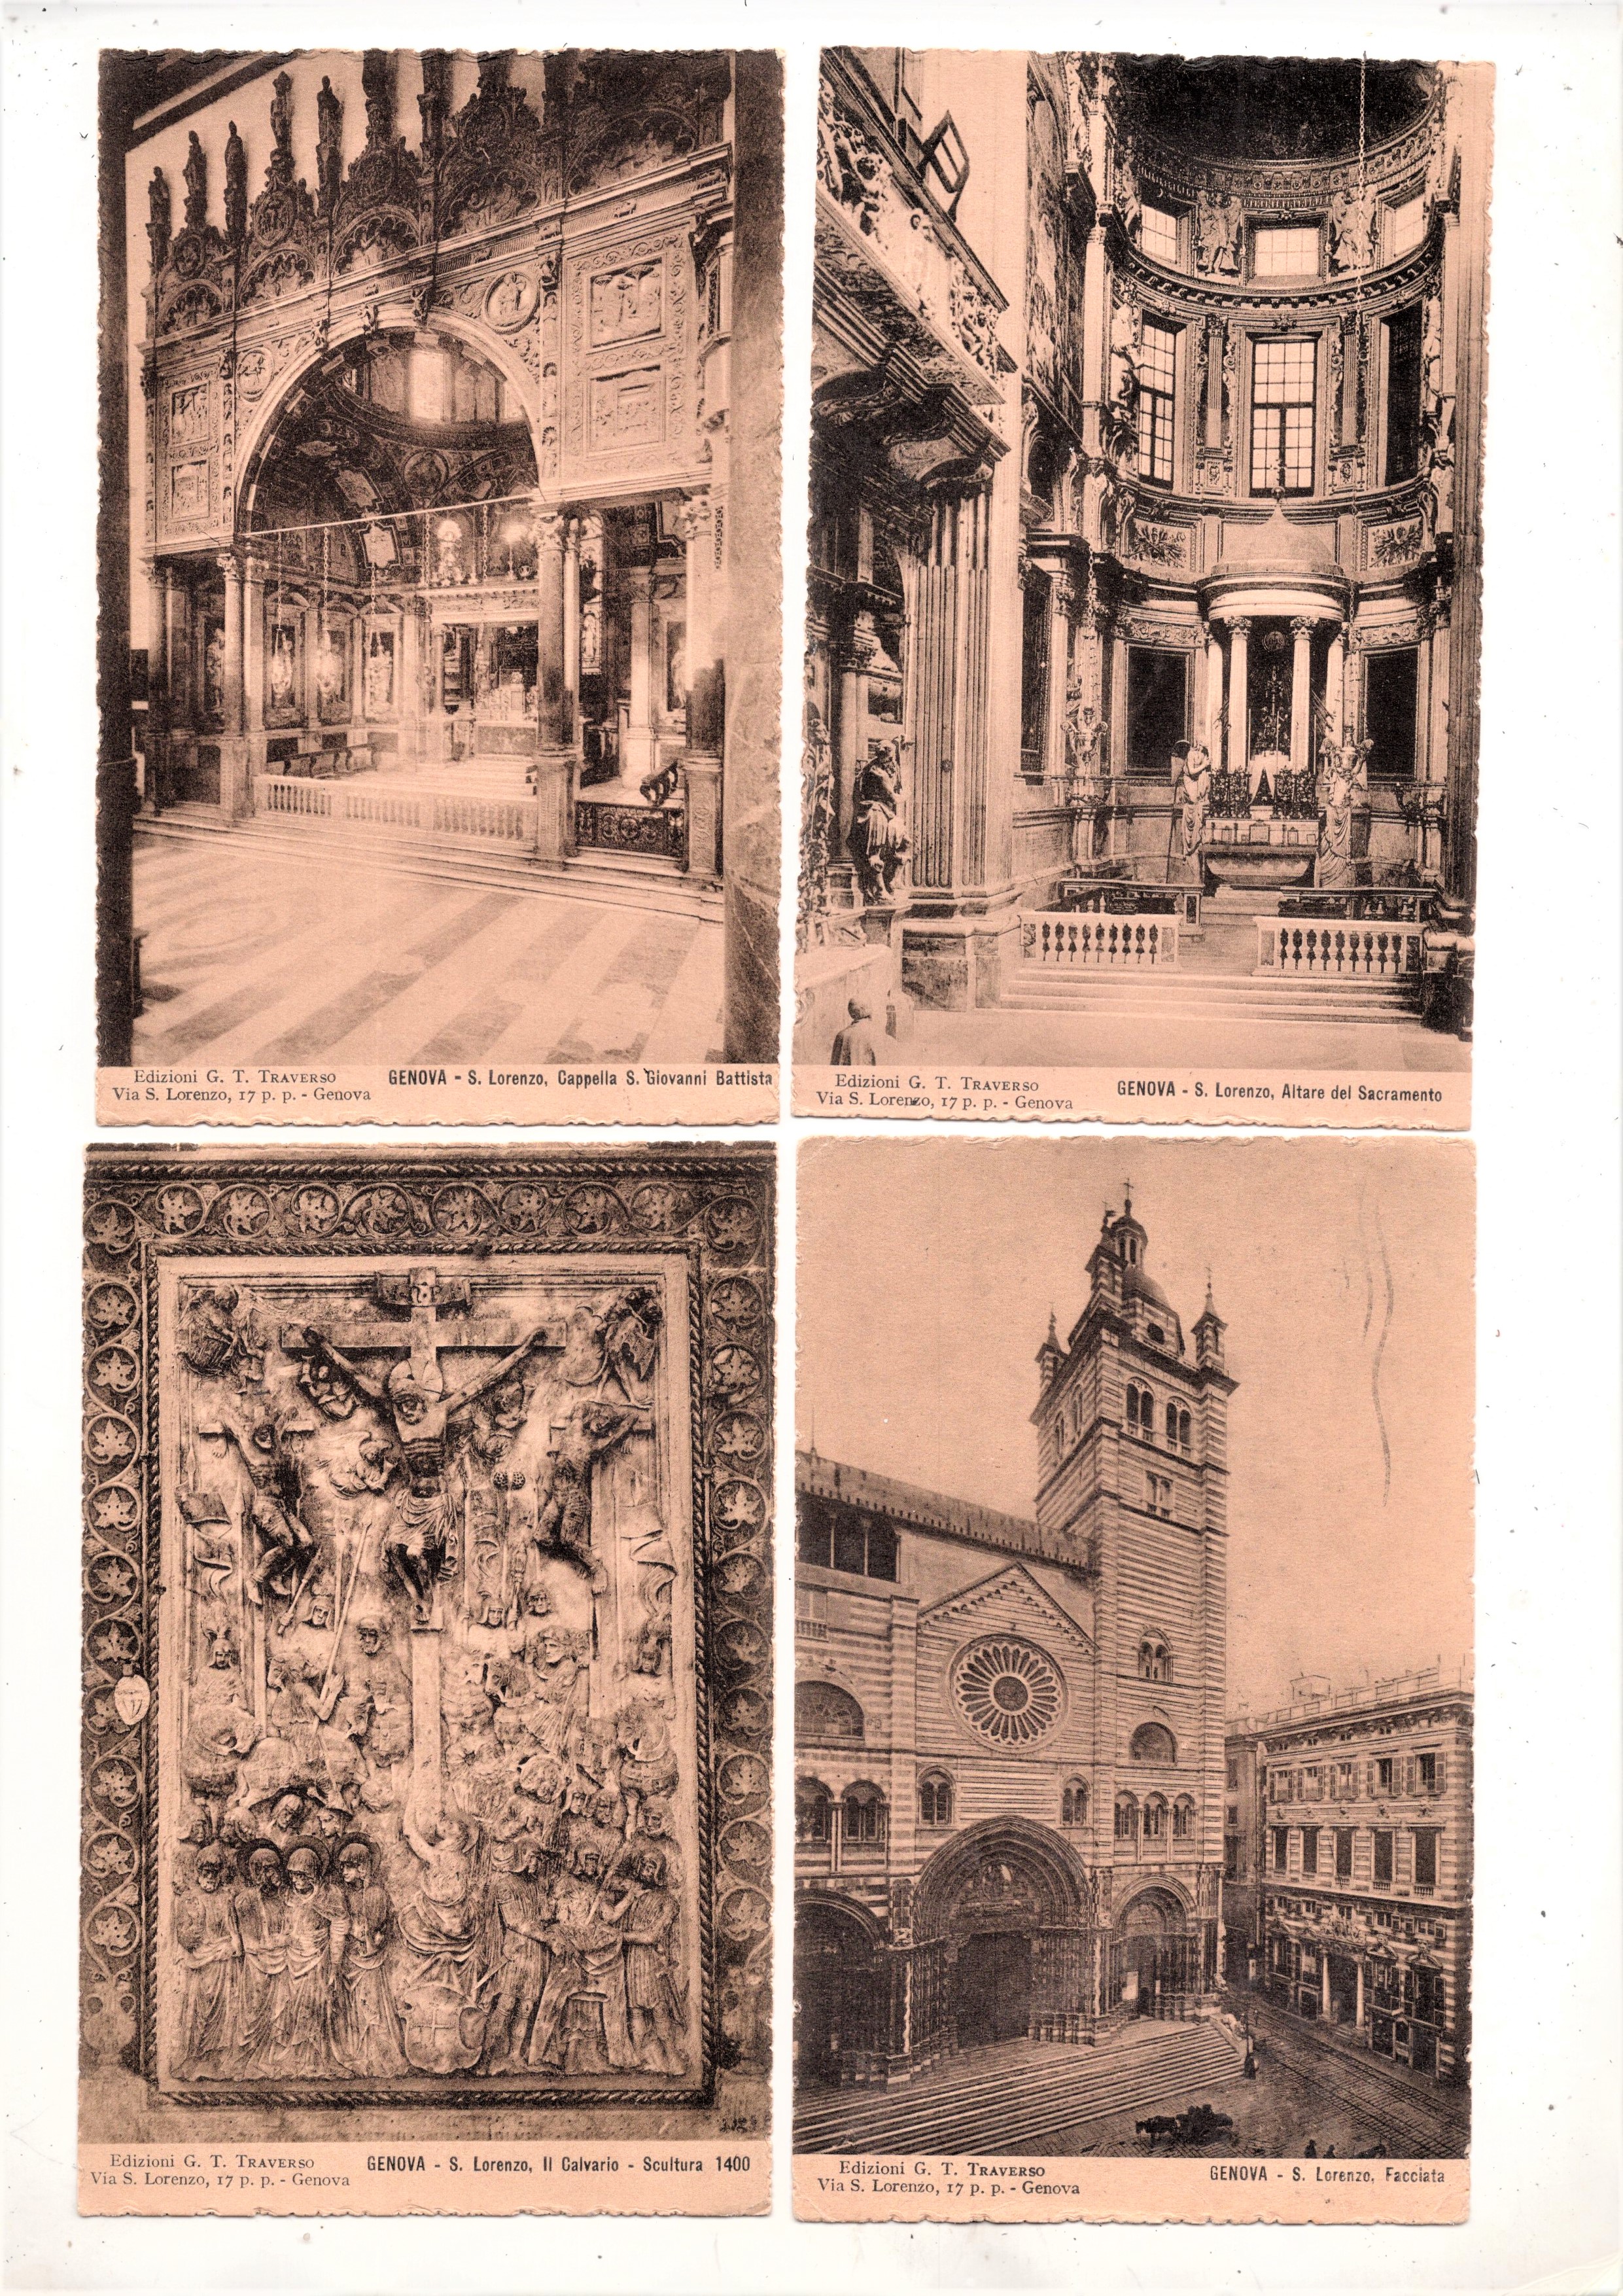 Edizioni G. T. TRAVERSO
Via S. Lorenzo, 17 p. p. - Genova
GENOVA - S. Lorenzo, Cappella S. Giovanni Battista
Edizioni G. T. TRAVERSO
Via S. Lorenzo, 17 p. p. - Genova
GENOVA - S. Lorenzo, Altare del Sacramento
Edizioni G. T. TRAVERSO
Via S. Lorenzo, 17 p. p. - Genova
GENOVA - S. Lorenzo, Il Calvario - Scultura 1400
Edizioni G. T. TRAVERSO
Via S. Lorenzo, 17 p. p. - Genova
GENOVA - S. Lorenzo, Facciata